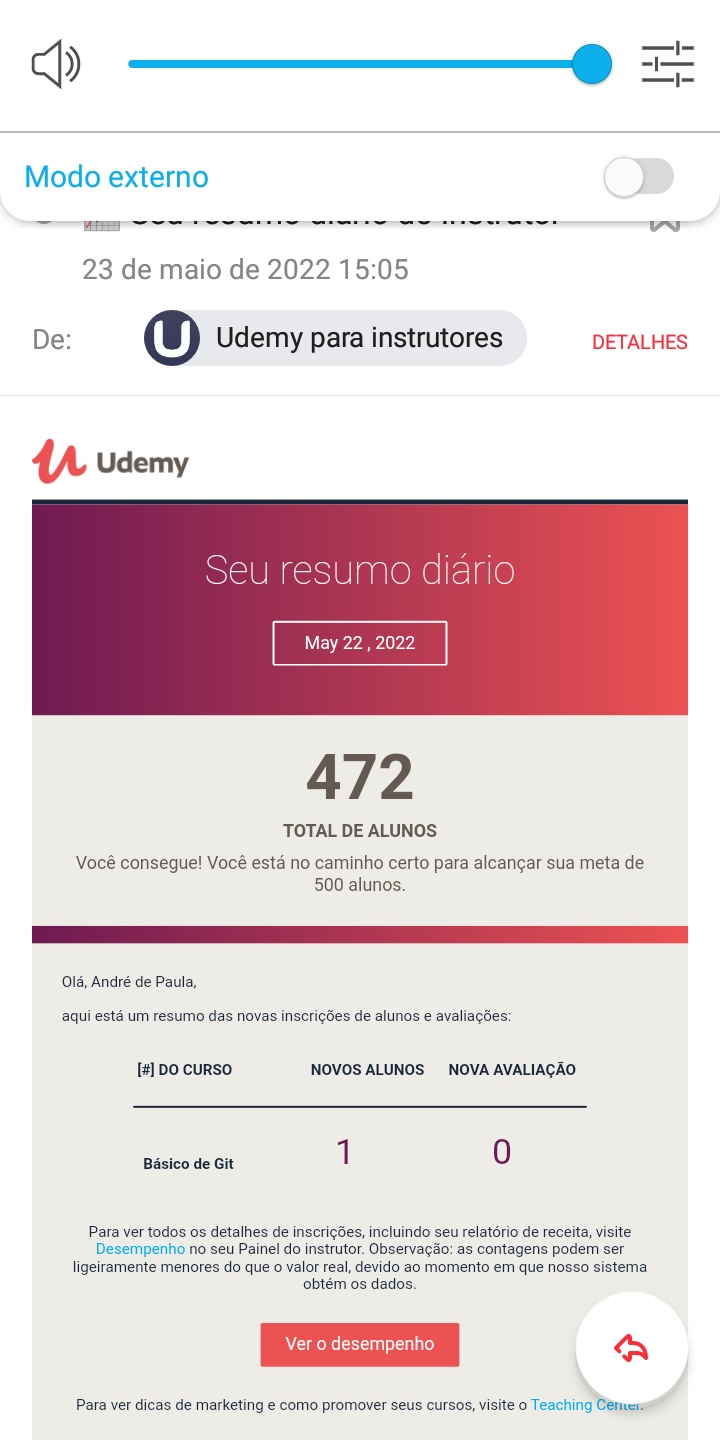 Modo externo
Seu resumo diário do instrutor
23 de maio de 2022 15:05
De: Udemy para instrutores DETALHES
Udemy
Seu resumo diário
May 22 , 2022
472
TOTAL DE ALUNOS
Você consegue! Você está no caminho certo para alcançar sua meta de
500 alunos.
Olá, André de Paula,
aqui está um resumo das novas inscrições de alunos e avaliações:
[#] DO CURSO NOVOS ALUNOS NOVA AVALIAÇÃO
Básico de Git 1 0
Para ver todos os detalhes de inscrições, incluindo seu relatório de receita, visite
Desempenho no seu Painel do instrutor. Observação: as contagens podem ser
ligeiramente menores do que o valor real, devido ao momento em que nosso sistema
obtém os dados.
Ver o desempenho
Para ver dicas de marketing e como promover seus cursos, visite o Teaching Center.